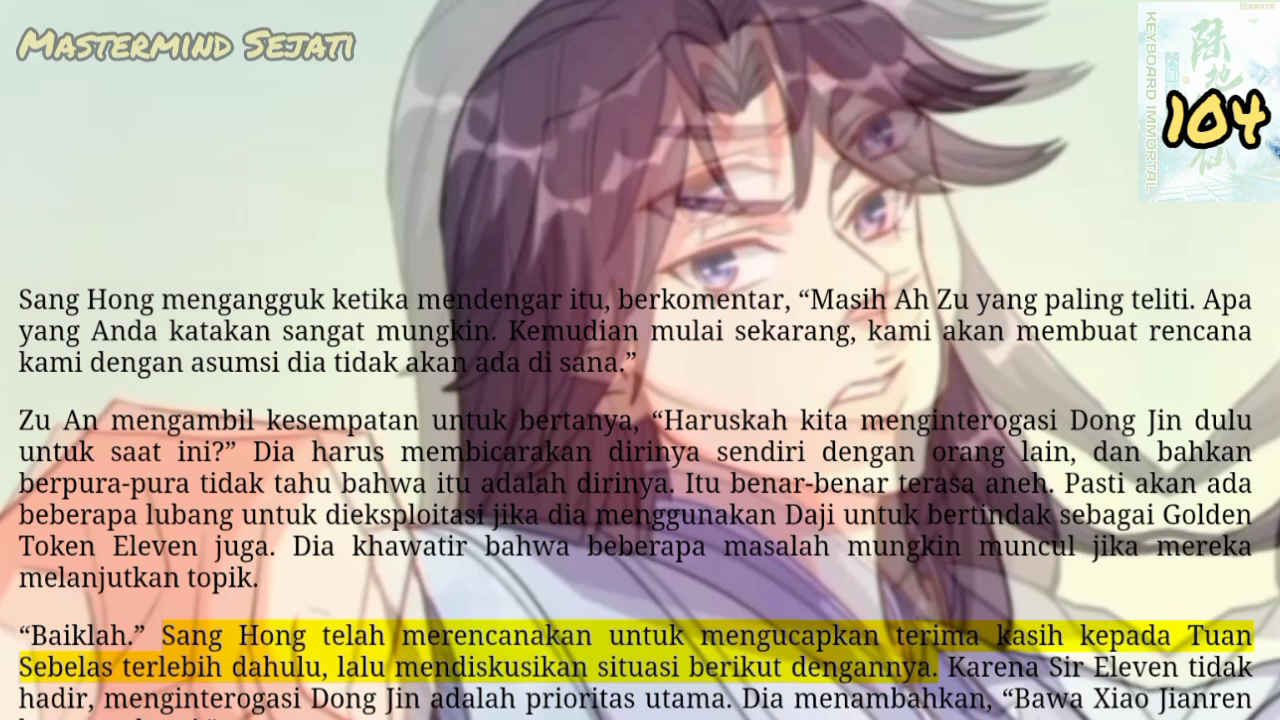 Mastermind Sejati
KEYBOARD IMMORTAL
104
Sang Hong mengangguk ketika mendengar itu, berkomentar, “Masih Ah Zu yang paling teliti. Apa
yang Anda katakan sangat mungkin. Kemudian mulai sekarang, kami akan membuat rencana
kami dengan asumsi dia tidak akan ada di sana.”
Zu An mengambil kesempatan untuk bertanya, “Haruskah kita menginterogasi Dong Jin dulu
untuk saat ini?” Dia harus membicarakan dirinya sendiri dengan orang lain, dan bahkan
berpura-pura tidak tahu bahwa itu adalah dirinya. Itu benar-benar terasa aneh. Pasti akan ada
beberapa lubang untuk dieksploitasi jika dia menggunakan Daji untuk bertindak sebagai Golden
Token Eleven juga. Dia khawatir bahwa beberapa masalah mungkin muncul jika mereka
melanjutkan topik.
“Baiklah.” Sang Hong telah merencanakan untuk mengucapkan terima kasih kepada Tuan
Sebelas terlebih dahulu, lalu mendiskusikan situasi berikut dengannya. Karena Sir Eleven tidak
hadir, menginterogasi Dong Jin adalah prioritas utama. Dia menambahkan, “Bawa Xiao Jianren